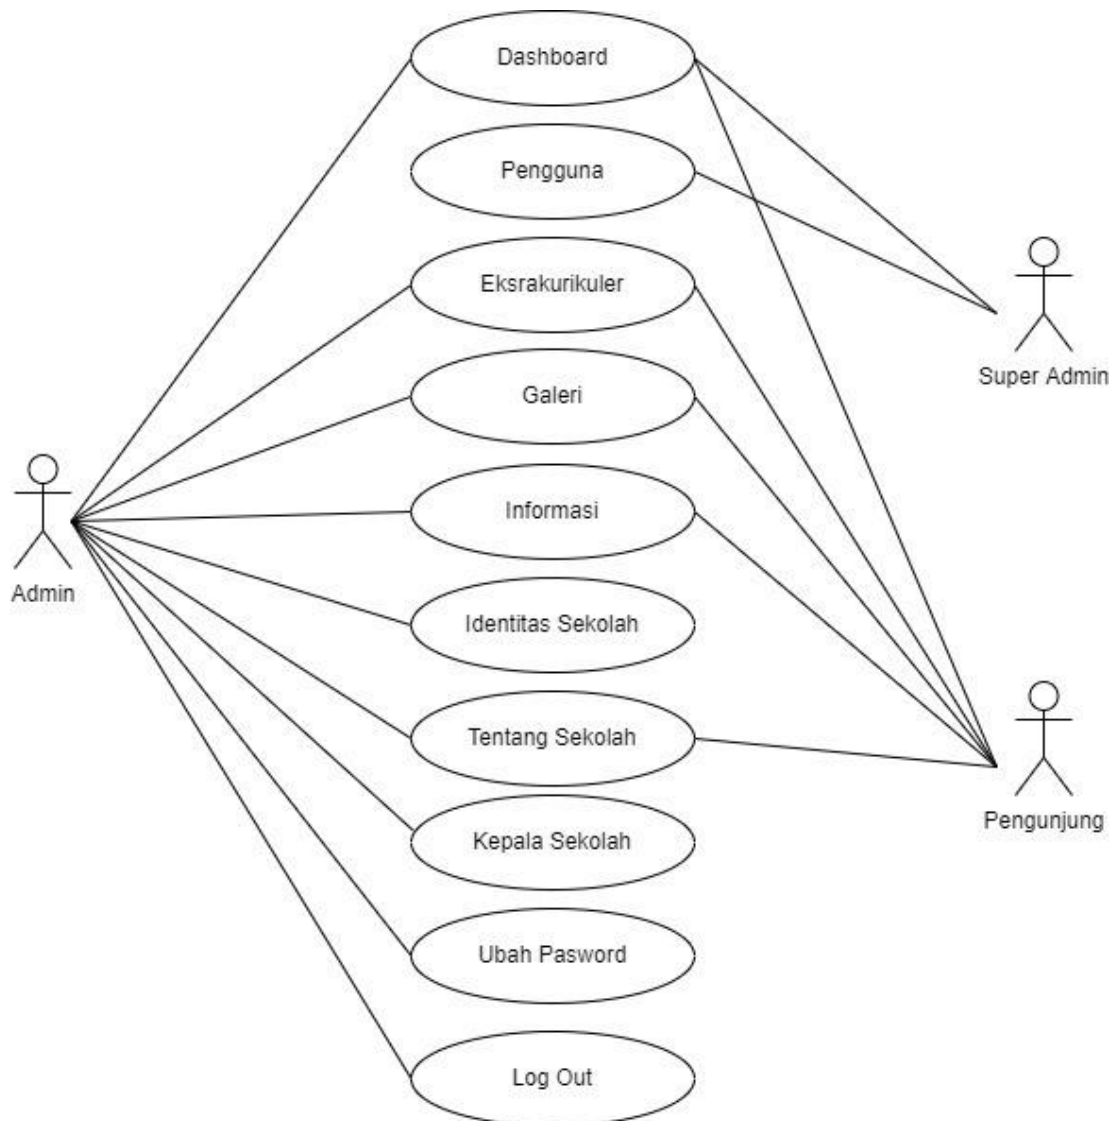 Dashboard
Pengguna
Eksrakurikuler
Galeri
Informasi
Identitas Sekolah
Tentang Sekolah
Kepala Sekolah
Ubah Pasword
Log Out
Admin
Super Admin
Pengunjung